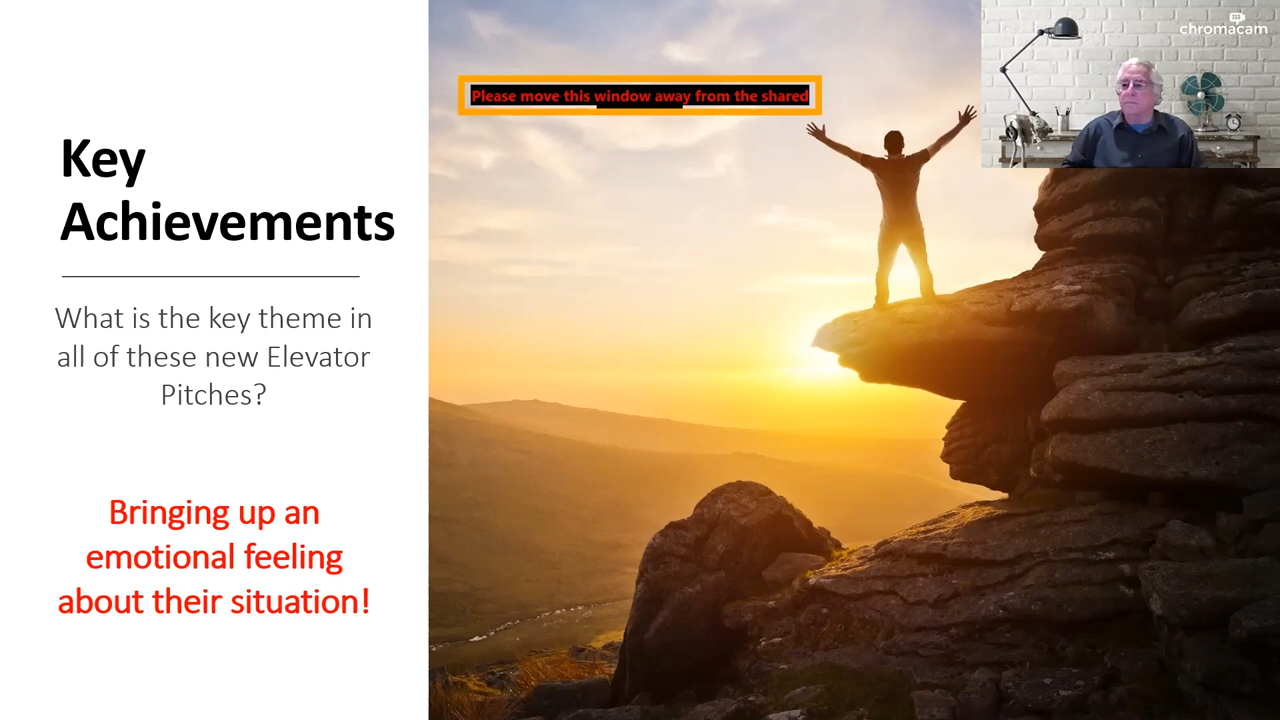 Key
Achievements
What is the key theme in
all of these new Elevator
Pitches?
Bringing up an
emotional feeling
about their situation!
Please move this window away from the shared
chromacam